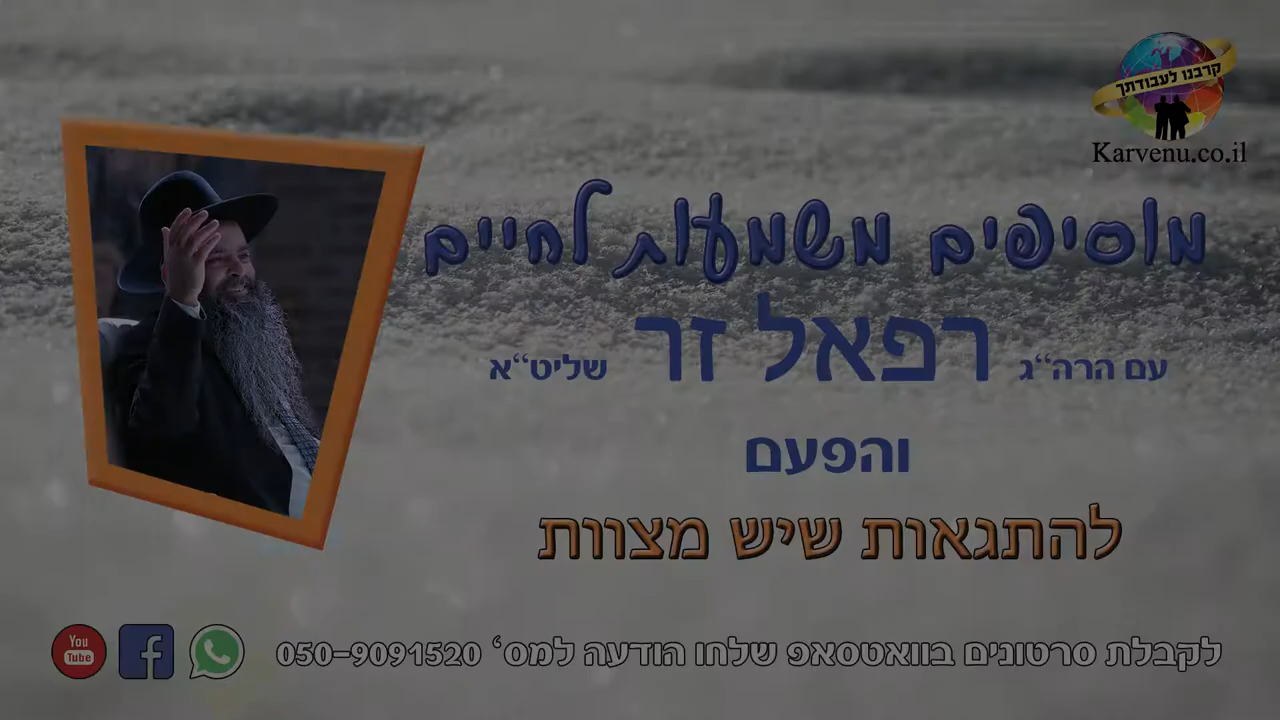 קרבנו לעבודתך
Karvenu.co.il
מוסיפים משמעות לחיים
עם הרה“ג רפאל זר שליט“א
והפעם
להתגאות שיש מצוות
You
Tube
לקבלת סרטונים בוואטסאפ שלחו הודעה למס‘ 050-9091520